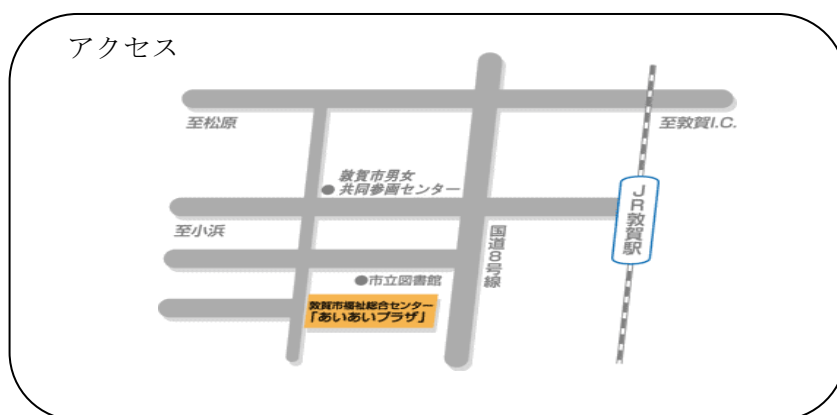 アクセス
至松原
至敦賀I.C.
敦賀市男女
共同参画センター
JR敦賀駅
至小浜
国道8号線
市立図書館
敦賀市福祉総合センター
「あいあいプラザ」